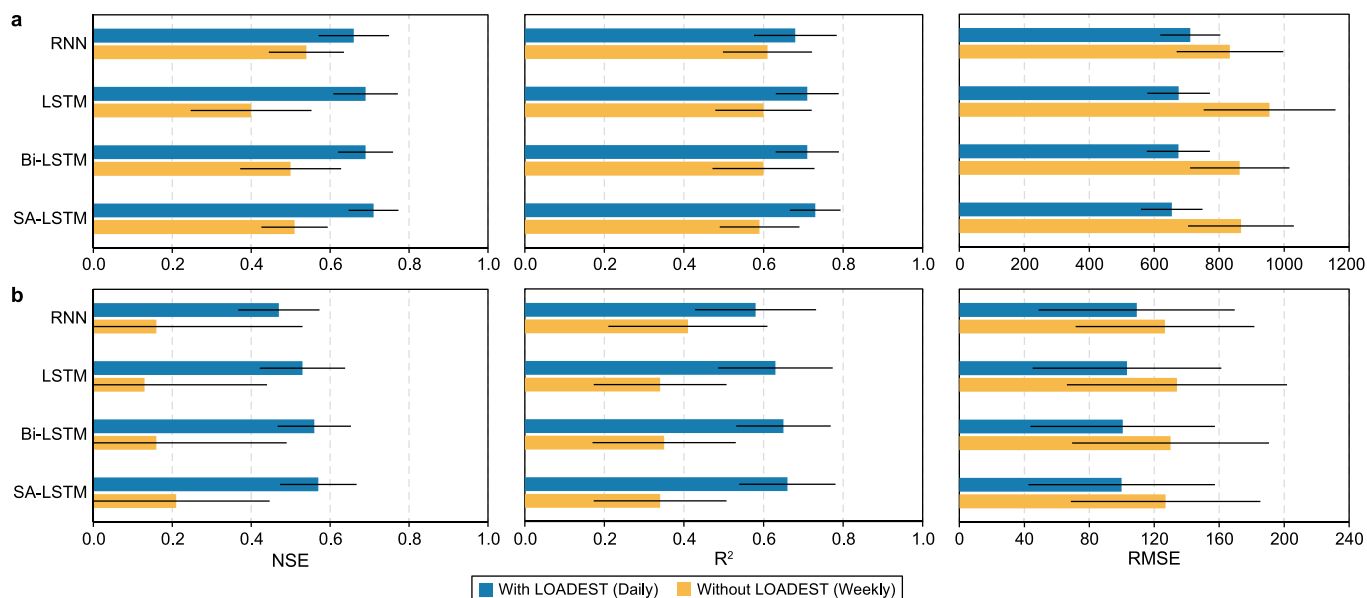 a
RNN
LSTM
Bi-LSTM
SA-LSTM
0.0 0.2 0.4 0.6 0.8 1.0
0.0 0.2 0.4 0.6 0.8 1.0
0 200 400 600 800 1000 1200
b
RNN
LSTM
Bi-LSTM
SA-LSTM
0.0 0.2 0.4 0.6 0.8 1.0
0.0 0.2 0.4 0.6 0.8 1.0
0 40 80 120 160 200 240
NSE
R²
RMSE
With LOADEST (Daily) Without LOADEST (Weekly)